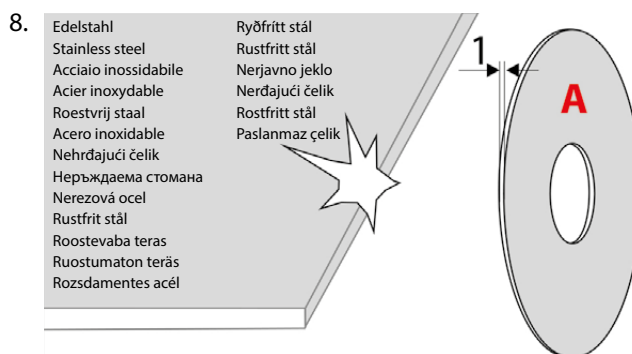 8.
Edelstahl
Stainless steel
Acciaio inossidabile
Acier inoxydable
Roestvrij staal
Acero inoxidable
Nehrđajući čelik
Неръждаема стомана
Nerezová ocel
Rustfrit stål
Roostevaba teras
Ruostumaton teräs
Rozsdamentes acél
Ryðfrítt stál
Rustfritt stål
Nerjavno jeklo
Nerđajući čelik
Rostfritt stål
Paslanmaz çelik
1
A